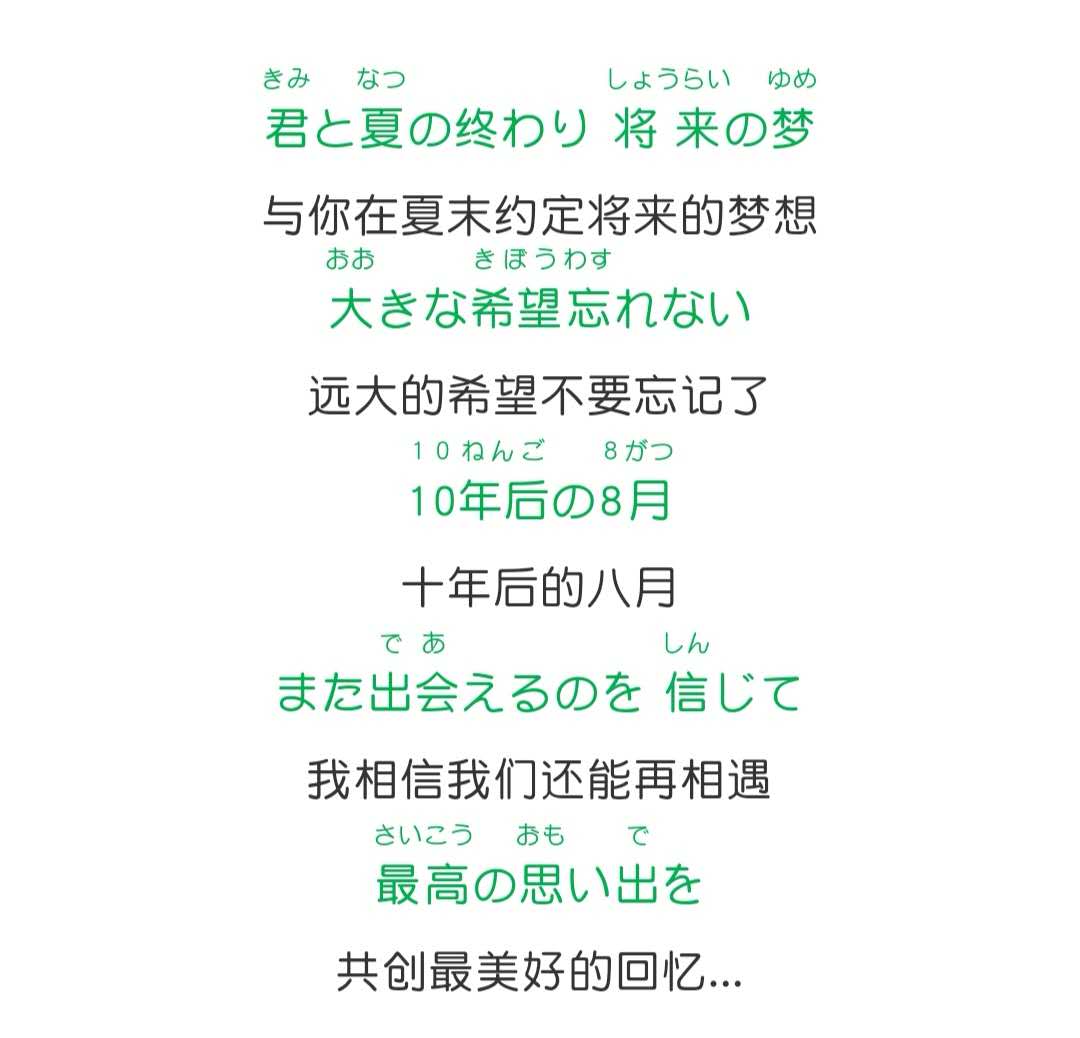 きみ なつ しょうらい ゆめ
君と夏の终わり 将 来の梦
与你在夏末约定将来的梦想
おお きぼうわす
大きな希望忘れない
远大的希望不要忘记了
10ねんご 8がつ
10年后の8月
十年后的八月
で あ しん
また出会えるのを 信じて
我相信我们还能再相遇
さいこう おも で
最高の思い出を
共创最美好的回忆...